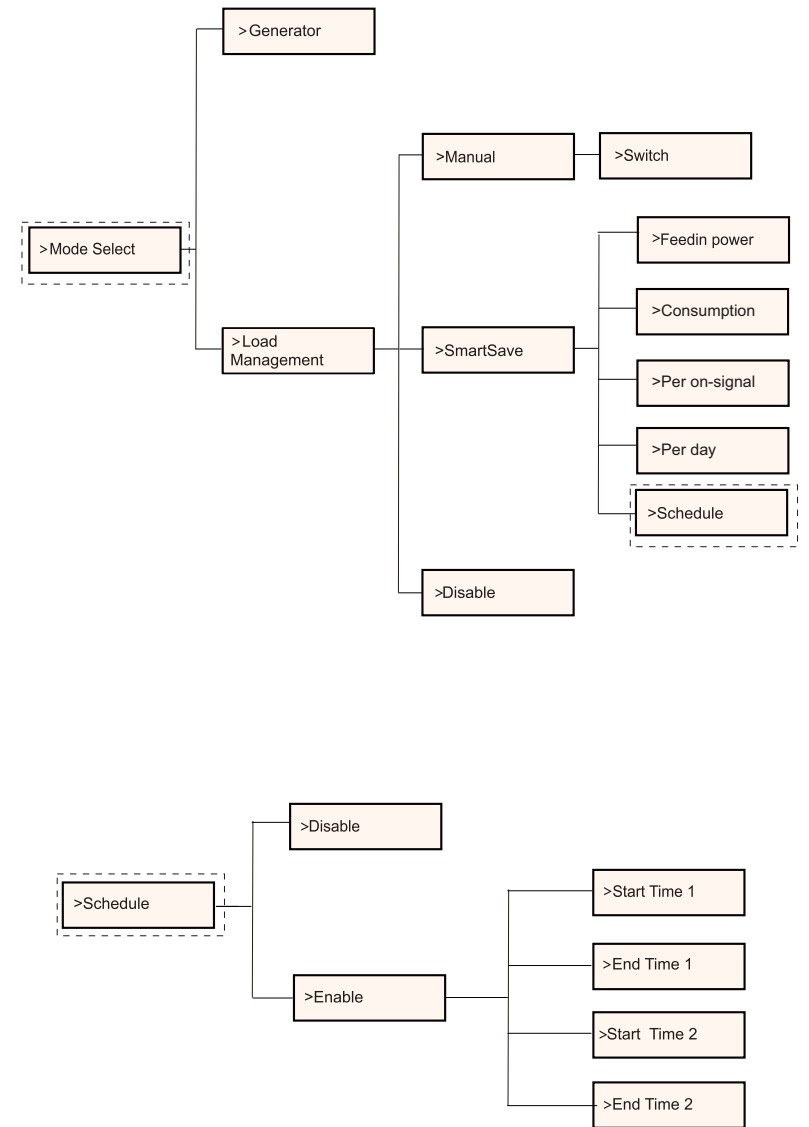 >Generator
>Manual
>Switch
>Feedin power
>Mode Select
>Consumption
>Load
Management
>SmartSave
>Per on-signal
>Per day
>Schedule
>Disable
>Disable
>Schedule
>Start Time 1
>End Time 1
>Enable
>Start  Time 2
>End Time 2